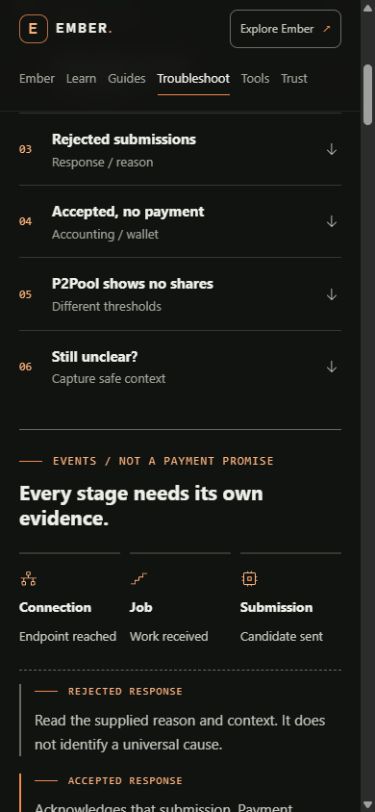 E EMBER.
Explore Ember ↗
Ember Learn Guides Troubleshoot Tools Trust
03 Rejected submissions
Response / reason
04 Accepted, no payment
Accounting / wallet
05 P2Pool shows no shares
Different thresholds
06 Still unclear?
Capture safe context
EVENTS / NOT A PAYMENT PROMISE
Every stage needs its own
evidence.
Connection
Endpoint reached
Job
Work received
Submission
Candidate sent
REJECTED RESPONSE
Read the supplied reason and context. It does
not identify a universal cause.
ACCEPTED RESPONSE
Acknowledges that submission. Payment